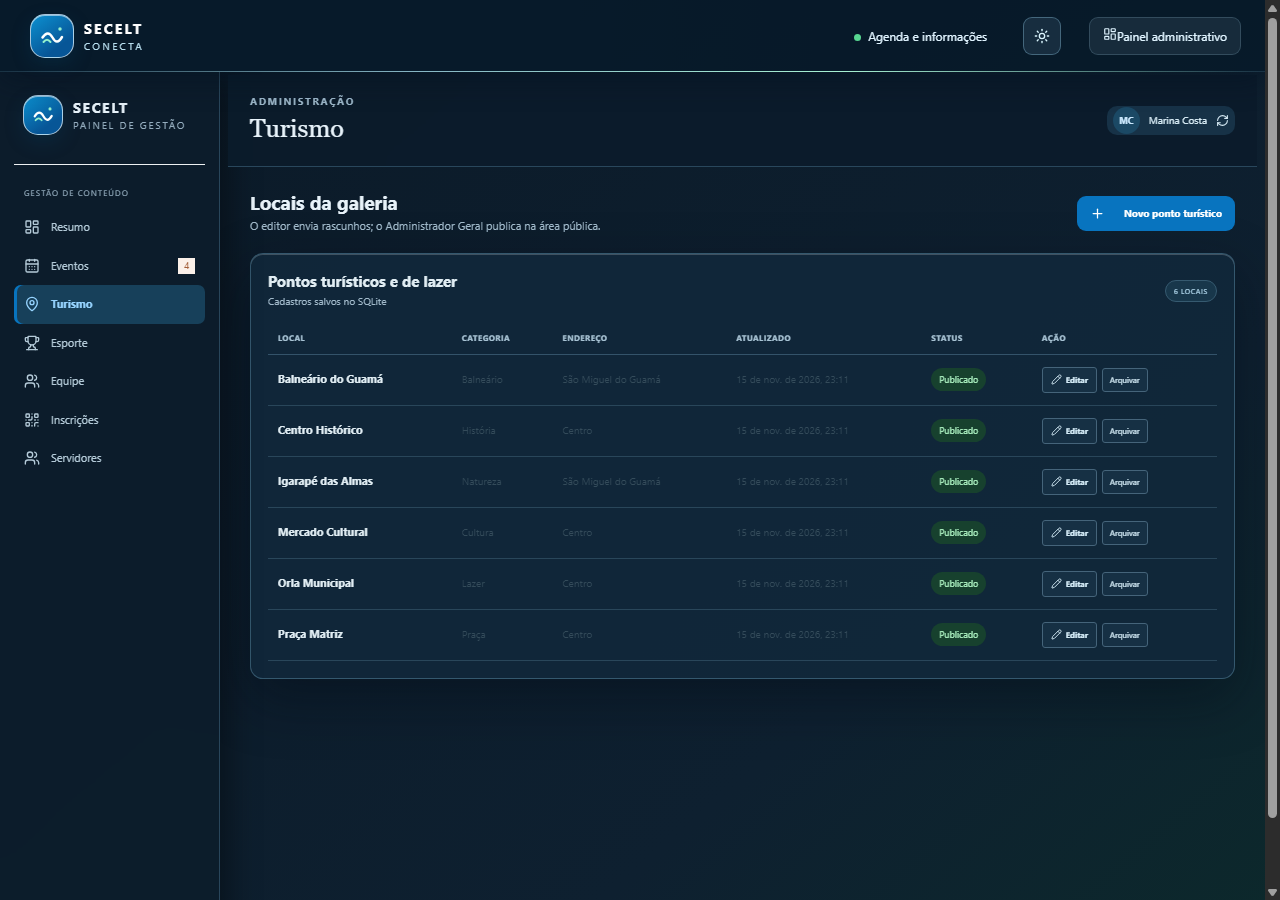 SECELT
CONECTA
Agenda e informações
Painel administrativo
SECELT
PAINEL DE GESTÃO
GESTÃO DE CONTEÚDO
Resumo
Eventos 4
Turismo
Esporte
Equipe
Inscrições
Servidores
ADMINISTRAÇÃO
Turismo
MC Marina Costa
Locais da galeria
O editor envia rascunhos; o Administrador Geral publica na área pública.
Novo ponto turístico
Pontos turísticos e de lazer
Cadastros salvos no SQLite
6 LOCAIS
LOCAL CATEGORIA ENDEREÇO ATUALIZADO STATUS AÇÃO
Balneário do Guamá Balneário São Miguel do Guamá 15 de nov. de 2026, 23:11 Publicado Editar Arquivar
Centro Histórico História Centro 15 de nov. de 2026, 23:11 Publicado Editar Arquivar
Igarapé das Almas Natureza São Miguel do Guamá 15 de nov. de 2026, 23:11 Publicado Editar Arquivar
Mercado Cultural Cultura Centro 15 de nov. de 2026, 23:11 Publicado Editar Arquivar
Orla Municipal Lazer Centro 15 de nov. de 2026, 23:11 Publicado Editar Arquivar
Praça Matriz Praça Centro 15 de nov. de 2026, 23:11 Publicado Editar Arquivar